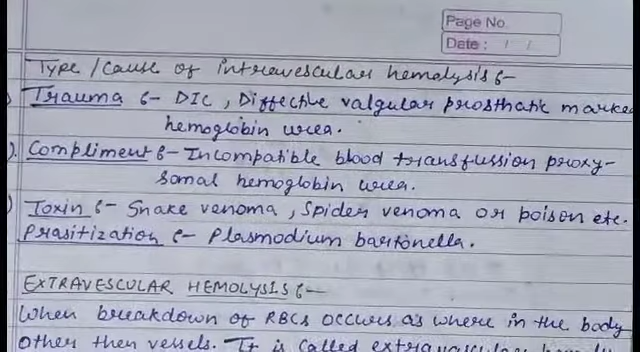 Page No.
Date: / /
Type / Cause of intravescular hemolysis :-
Trauma :- DIC, Diffective valgular prosthatic marke
hemoglobin urea.
). Compliment :- Incompatible blood transfussion proxy-
somal hemoglobin urea.
) Toxin :- Snake venoma, Spider venoma or poison etc.
Prasitization :- Plasmodium bartonella.
EXTRAVESCULAR HEMOLYSIS :-
When breakdown of RBCs occurs as where in the body
Other then vessels. It is called